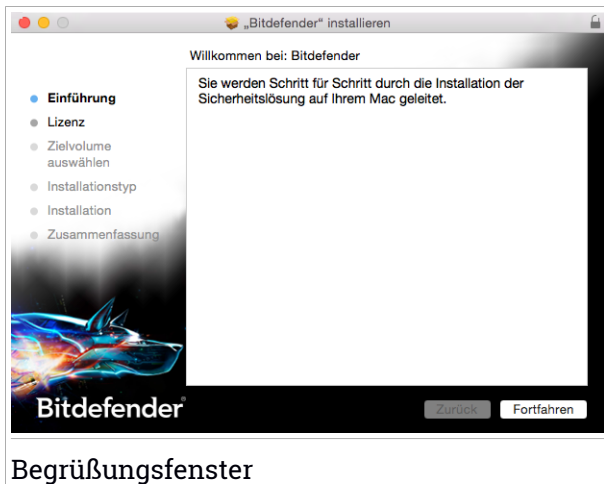 „Bitdefender“ installieren
Willkommen bei: Bitdefender
Einführung
Lizenz
Zielvolume
auswählen
Installationstyp
Installation
Zusammenfassung
Sie werden Schritt für Schritt durch die Installation der
Sicherheitslösung auf Ihrem Mac geleitet.
Bitdefender®
Zurück
Fortfahren
Begrüßungsfenster